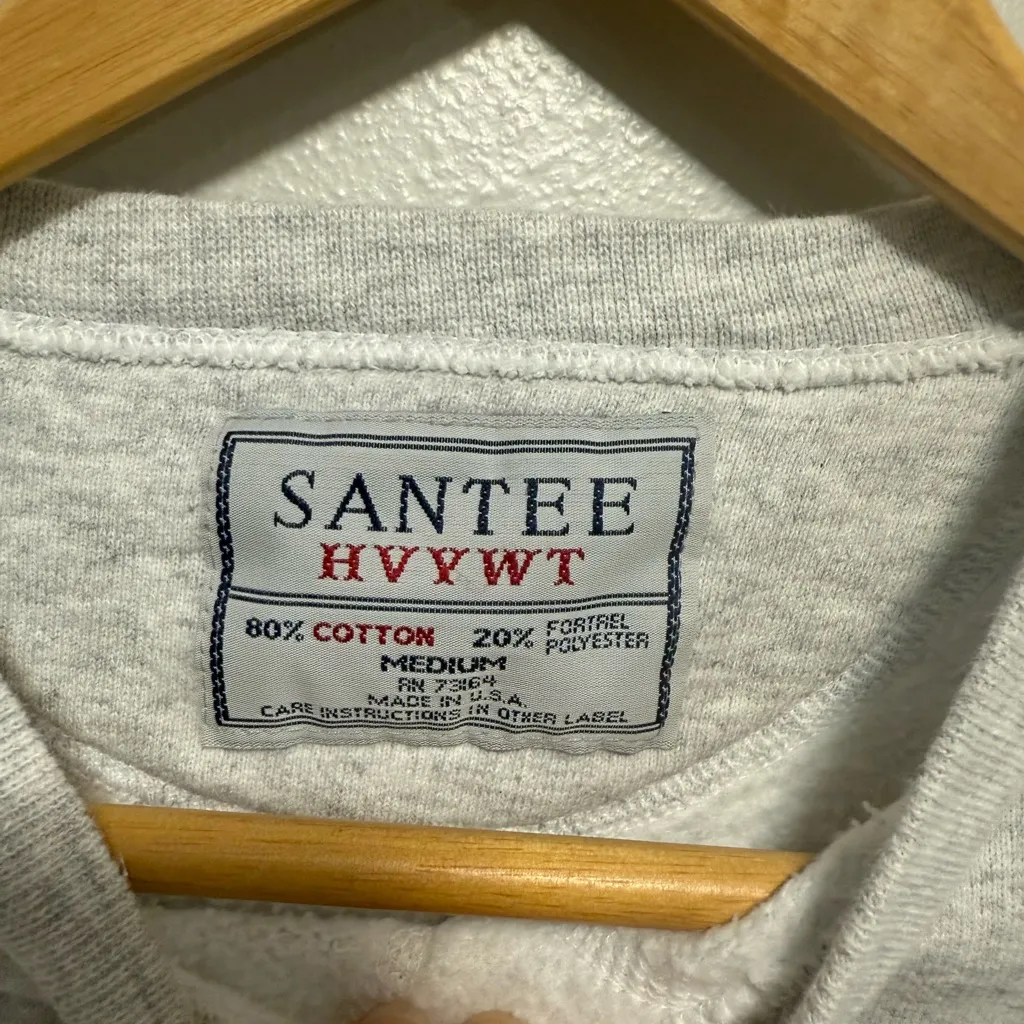 SANTEE
HVYWT
80% COTTON 20% FORTREL POLYESTER
MEDIUM
RN 73164
MADE IN U.S.A.
CARE INSTRUCTIONS IN OTHER LABEL